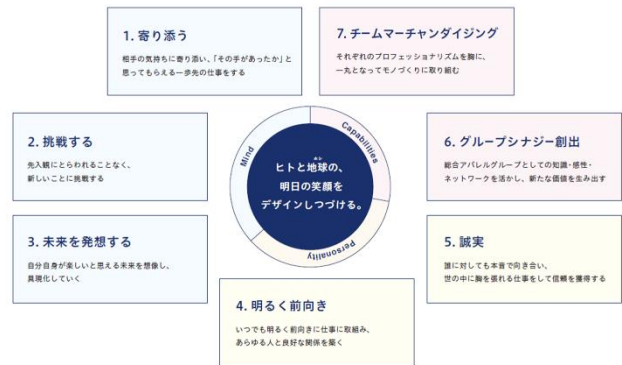 1. 寄り添う
相手の気持ちに寄り添い、「その手があったか」と
思ってもらえる一歩先の仕事をする
7. チームマーチャンダイジング
それぞれのプロフェッショナリズムを胸に、
一丸となってモノづくりに取り組む
2. 挑戦する
先入観にとらわれることなく、
新しいことに挑戦する
Mind
Capabilities
Personality
ヒトと地球の、
明日の笑顔を
デザインしつづける。
6. グループシナジー創出
総合アパレルグループとしての知識・感性・
ネットワークを活かし、新たな価値を生み出す
3. 未来を発想する
自分自身が楽しいと思える未来を想像し、
具現化していく
5. 誠実
誰に対しても本音で向き合い、
世の中に胸を張れる仕事をして信頼を獲得する
4. 明るく前向き
いつでも明るく前向きに仕事に取組み、
あらゆる人と良好な関係を築く